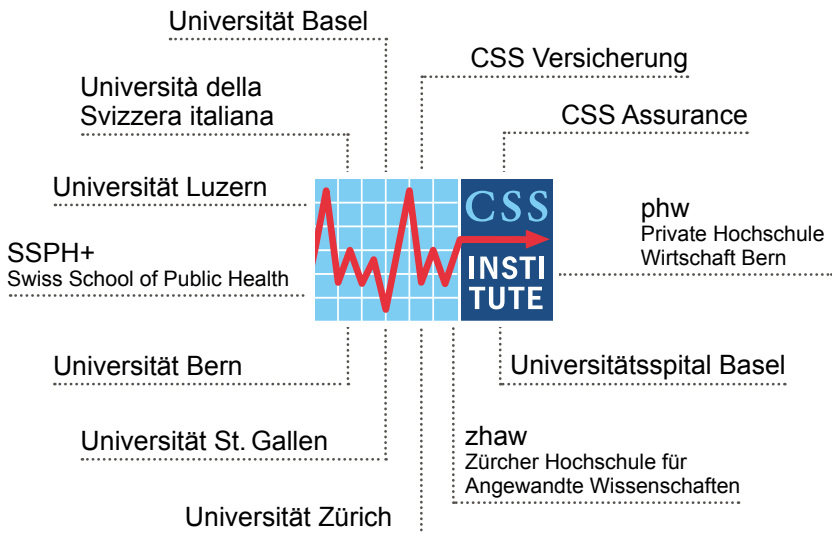 Universität Basel
CSS Versicherung
Università della
Svizzera italiana
CSS Assurance
Universität Luzern
CSS
INSTI
TUTE
phw
Private Hochschule
Wirtschaft Bern
SSPH+
Swiss School of Public Health
Universität Bern
Universitätsspital Basel
Universität St. Gallen
zhaw
Zürcher Hochschule für
Angewandte Wissenschaften
Universität Zürich